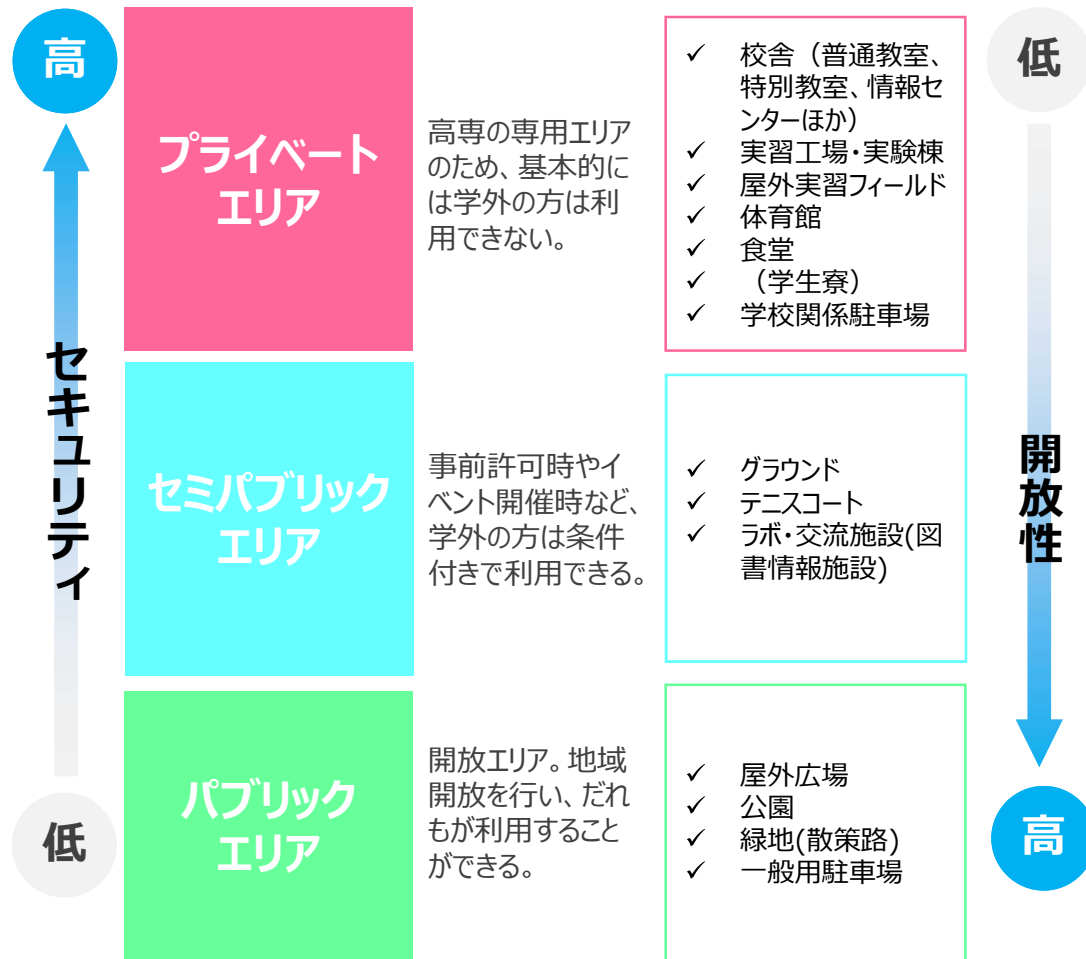 高
低
セキュリティ
プライベート
エリア
高専の専用エリア
のため、基本的に
は学外の方は利
用できない。
✓ 校舎（普通教室、
特別教室、情報セ
ンターほか）
✓ 実習工場・実験棟
✓ 屋外実習フィールド
✓ 体育館
✓ 食堂
✓ （学生寮）
✓ 学校関係駐車場
セミパブリック
エリア
事前許可時やイ
ベント開催時など、
学外の方は条件
付きで利用できる。
✓ グラウンド
✓ テニスコート
✓ ラボ・交流施設(図
書情報施設)
パブリック
エリア
開放エリア。地域
開放を行い、だれ
もが利用すること
ができる。
✓ 屋外広場
✓ 公園
✓ 緑地(散策路)
✓ 一般用駐車場
低
開放性
高